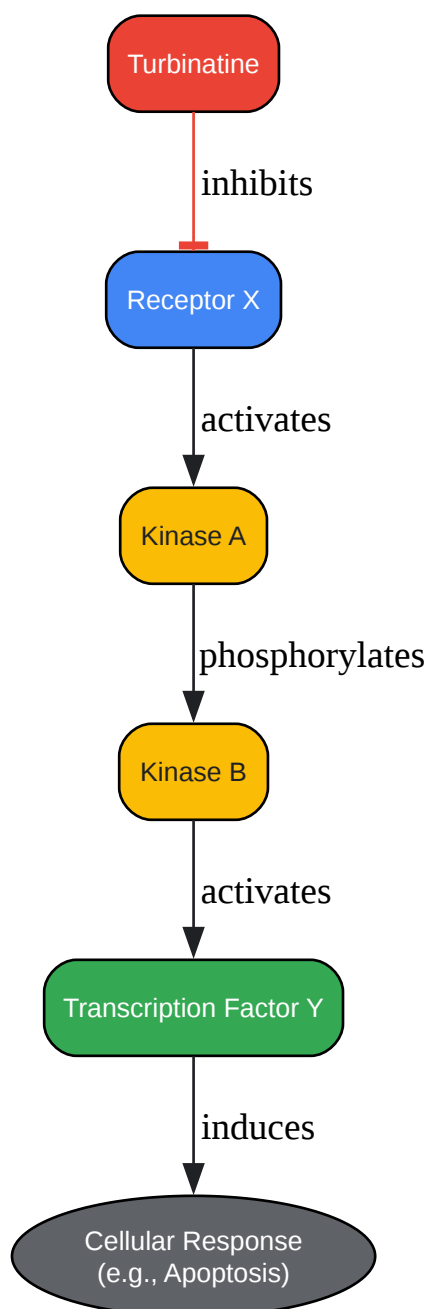 Turbinatine
inhibits
Receptor X
activates
Kinase A
phosphorylates
Kinase B
activates
Transcription Factor Y
induces
Cellular Response
(e.g., Apoptosis)